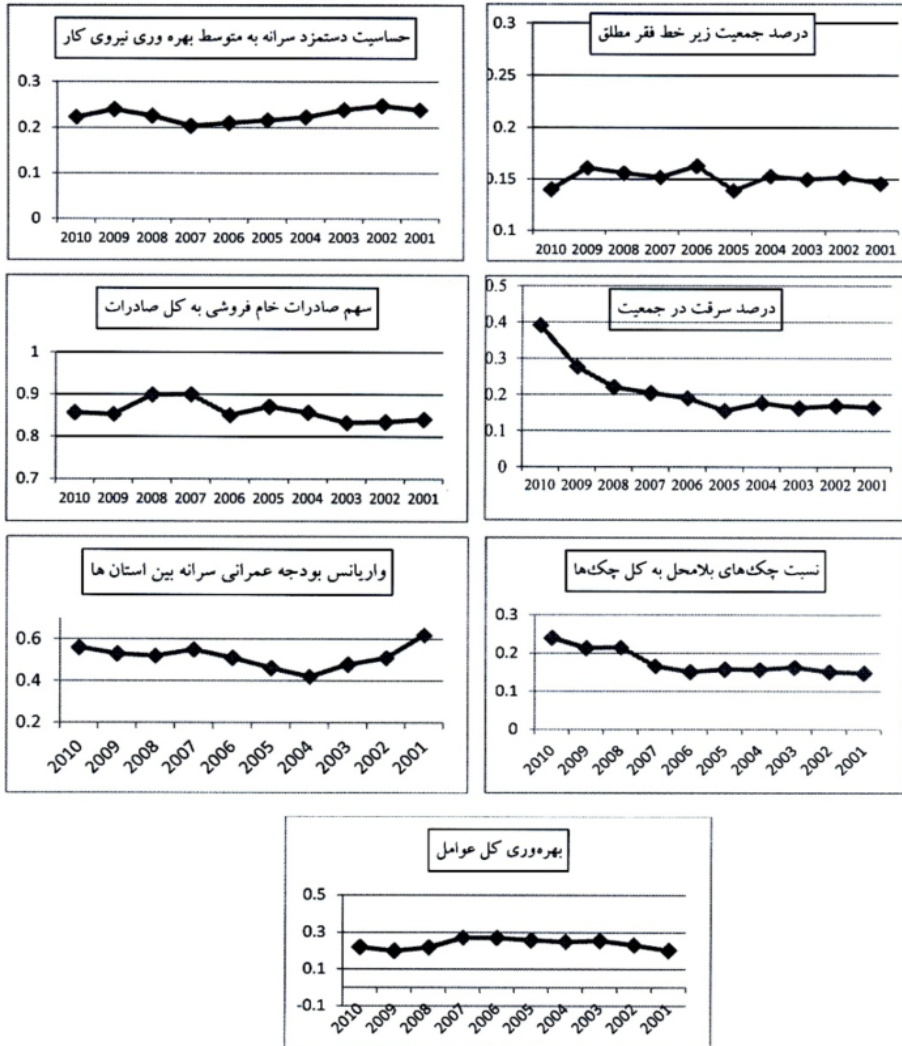 درصد جمعیت زیر خط فقر مطلق
0.3
0.25
0.2
0.15
0.1
2010 2009 2008 2007 2006 2005 2004 2003 2002 2001
حساسیت دستمزد سرانه به متوسط بهره وری نیروی کار
0.3
0.2
0.1
0
2010 2009 2008 2007 2006 2005 2004 2003 2002 2001
درصد سرقت در جمعیت
0.5
0.4
0.3
0.2
0.1
0
2010 2009 2008 2007 2006 2005 2004 2003 2002 2001
سهم صادرات خام فروشی به کل صادرات
1
0.9
0.8
0.7
2010 2009 2008 2007 2006 2005 2004 2003 2002 2001
نسبت چک‌های بلامحل به کل چک‌ها
0.3
0.2
0.1
0
2010 2009 2008 2007 2006 2005 2004 2003 2002 2001
واریانس بودجه عمرانی سرانه بین استان ها
0.6
0.4
0.2
2010 2009 2008 2007 2006 2005 2004 2003 2002 2001
بهره‌وری کل عوامل
0.5
0.3
0.1
-0.1
2010 2009 2008 2007 2006 2005 2004 2003 2002 2001